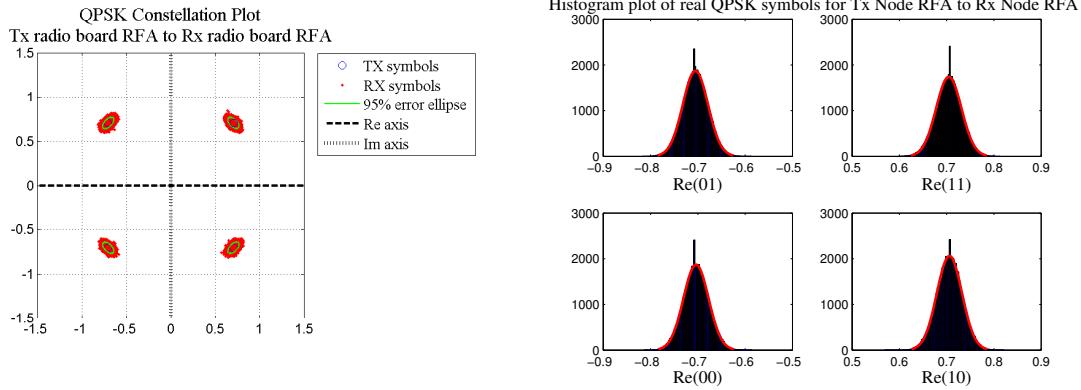 QPSK Constellation Plot
Tx radio board RFA to Rx radio board RFA
1.5
1
0.5
0
-0.5
-1
-1.5
-1.5
-1
-0.5
0
0.5
1
1.5
TX symbols
RX symbols
95% error ellipse
Re axis
Im axis
Histogram plot of real QPSK symbols for Tx Node RFA to Rx Node RFA
3000
2000
1000
0
−0.9 −0.8 −0.7 −0.6 −0.5
Re(01)
3000
2000
1000
0
0.5 0.6 0.7 0.8 0.9
Re(11)
3000
2000
1000
0
−0.9 −0.8 −0.7 −0.6 −0.5
Re(00)
3000
2000
1000
0
0.5 0.6 0.7 0.8 0.9
Re(10)